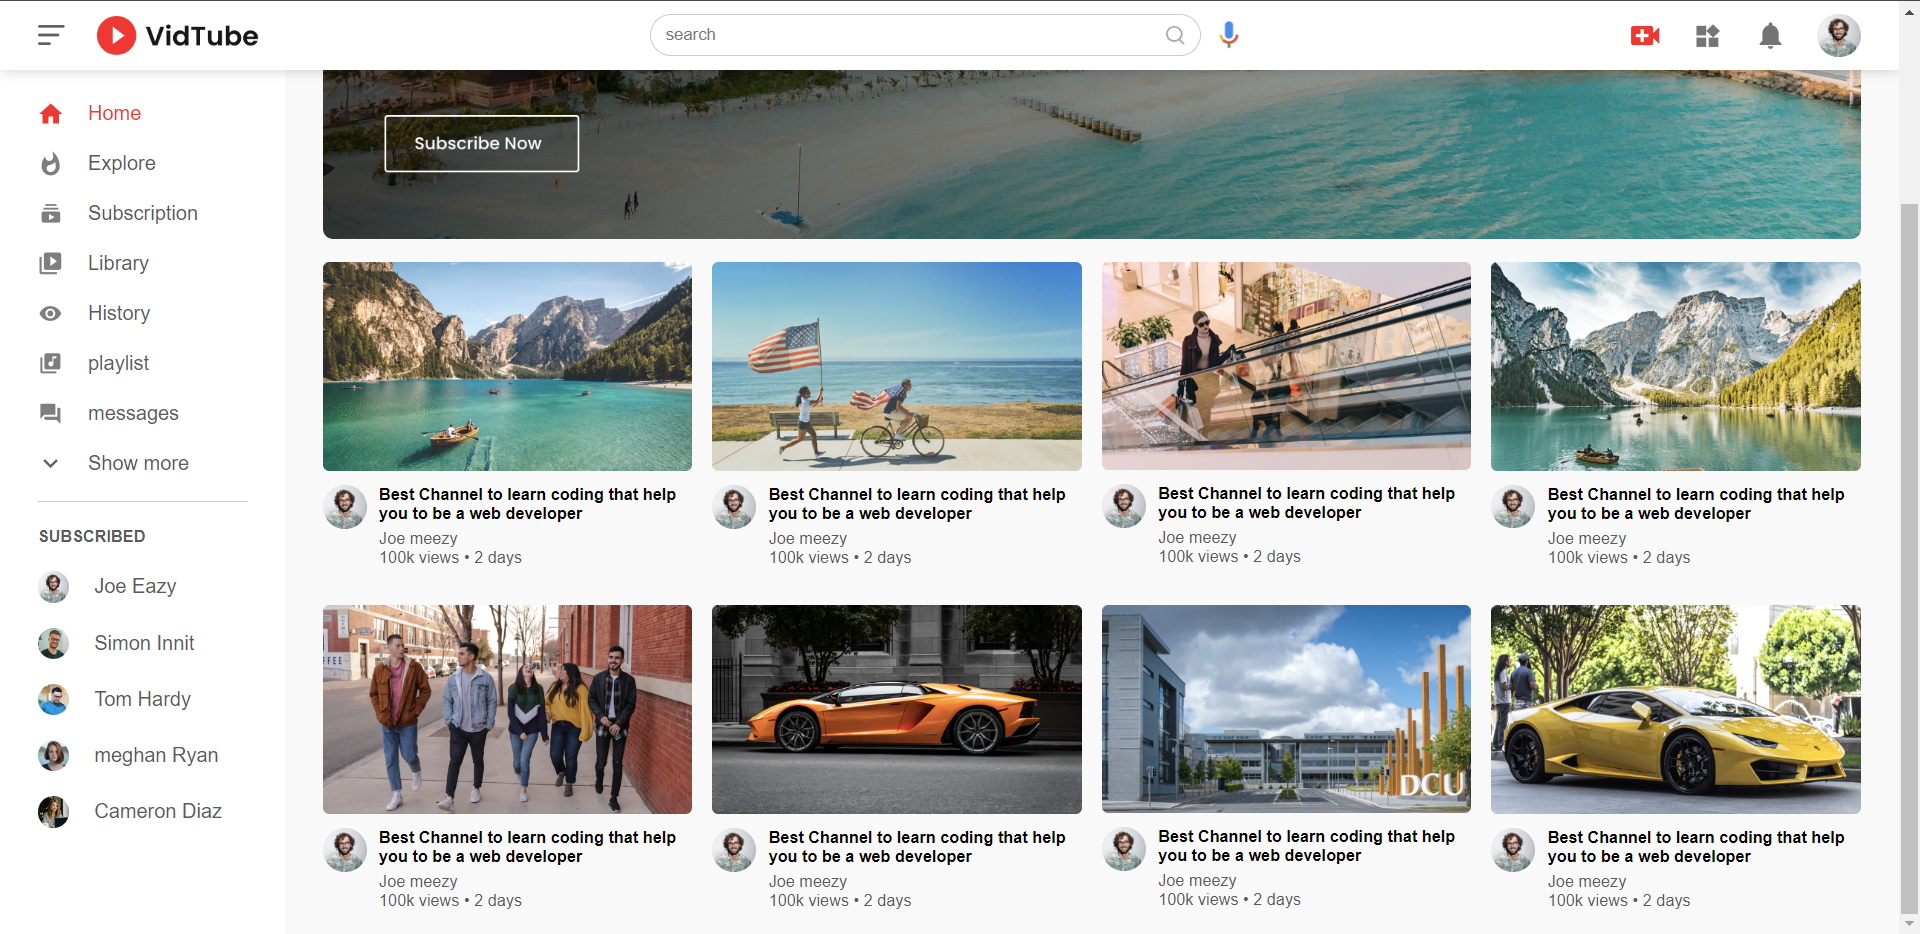 VidTube
search
Home
Explore
Subscription
Library
History
playlist
messages
Show more
SUBSCRIBED
Joe Eazy
Simon Innit
Tom Hardy
meghan Ryan
Cameron Diaz
Subscribe Now
Best Channel to learn coding that help
you to be a web developer
Joe meezy
100k views • 2 days
Best Channel to learn coding that help
you to be a web developer
Joe meezy
100k views • 2 days
Best Channel to learn coding that help
you to be a web developer
Joe meezy
100k views • 2 days
Best Channel to learn coding that help
you to be a web developer
Joe meezy
100k views • 2 days
FFEE
DCU
Best Channel to learn coding that help
you to be a web developer
Joe meezy
100k views • 2 days
Best Channel to learn coding that help
you to be a web developer
Joe meezy
100k views • 2 days
Best Channel to learn coding that help
you to be a web developer
Joe meezy
100k views • 2 days
Best Channel to learn coding that help
you to be a web developer
Joe meezy
100k views • 2 days